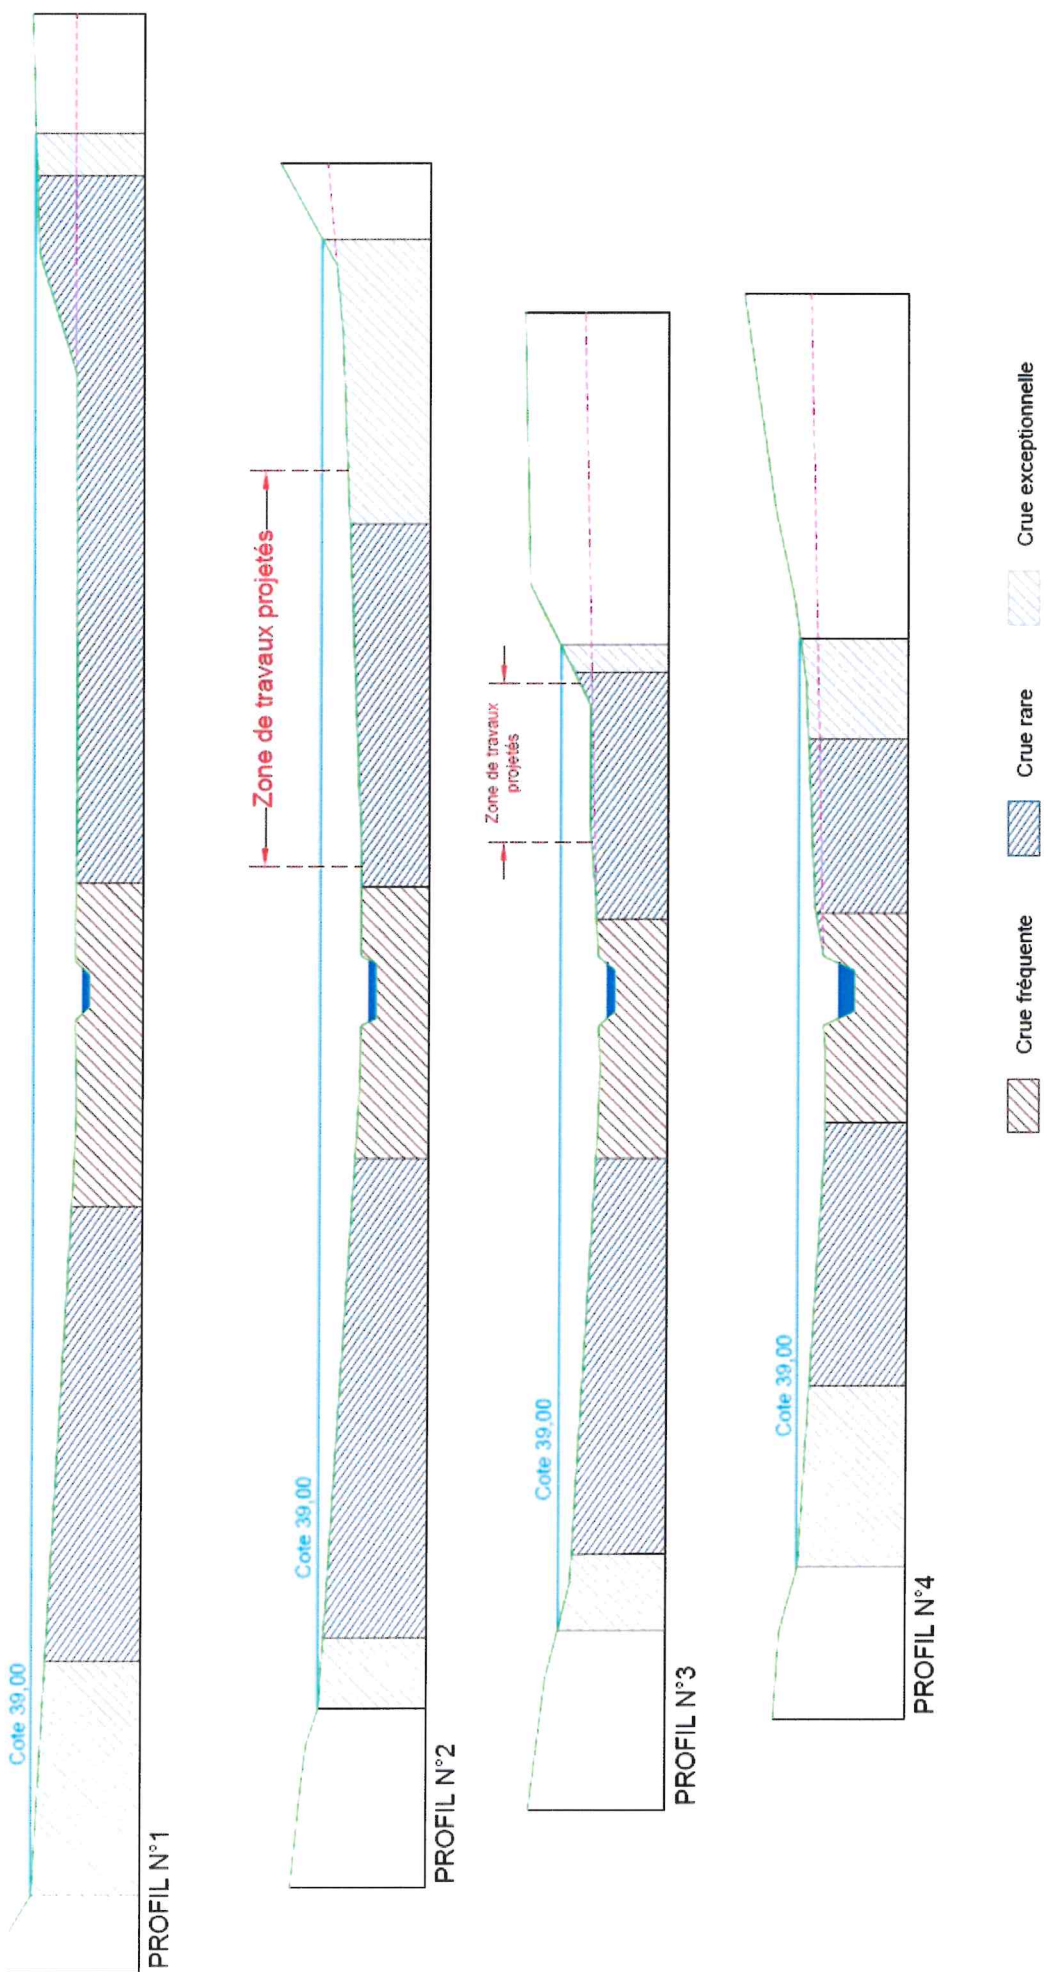 Cote 39,00
PROFIL N°1
Zone de travaux projetés
Cote 39,00
PROFIL N°2
Zone de travaux
projetés
Cote 39,00
PROFIL N°3
Cote 39,00
PROFIL N°4
Crue fréquente
Crue rare
Crue exceptionnelle